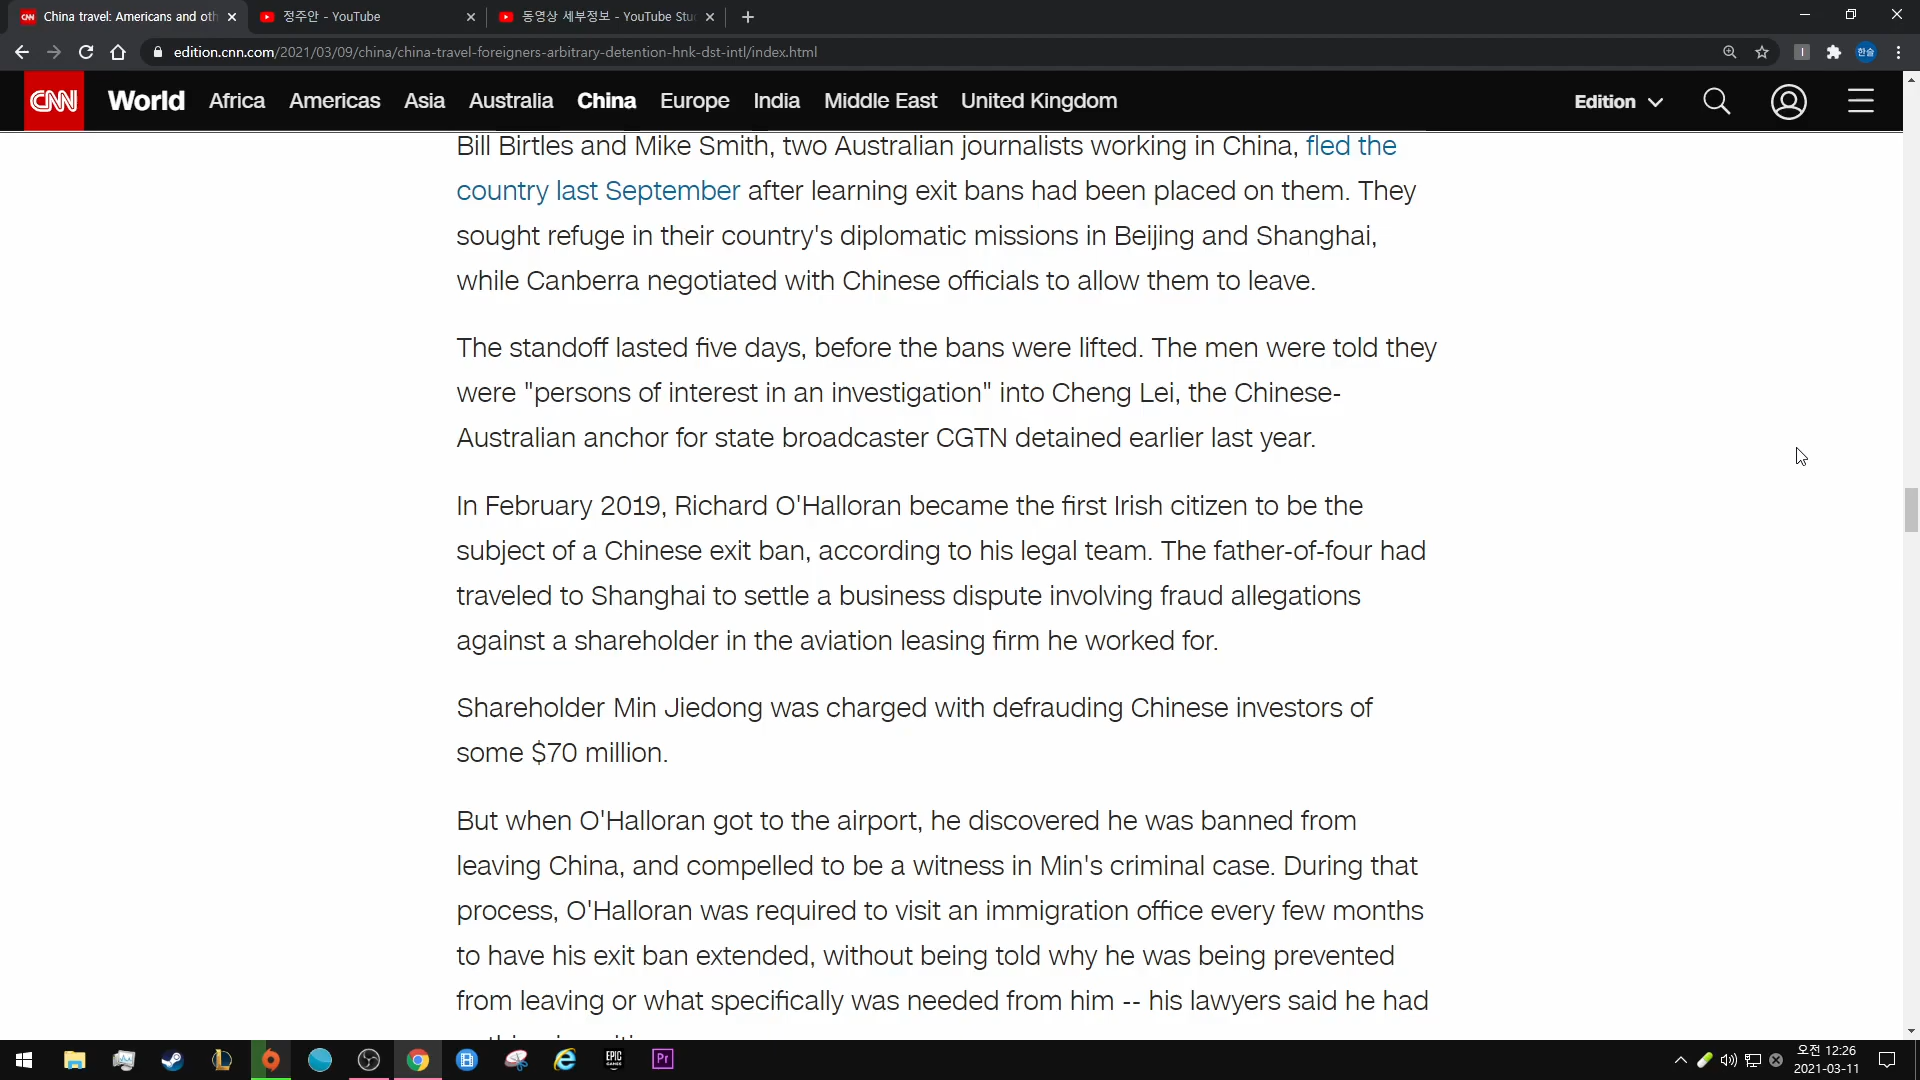 China travel: Americans and oth
정주안 - YouTube
동영상 세부정보 - YouTube Stu
edition.cnn.com/2021/03/09/china/china-travel-foreigners-arbitrary-detention-hnk-dst-intl/index.html
한솔
CNN World Africa Americas Asia Australia China Europe India Middle East United Kingdom Edition
Bill Birtles and Mike Smith, two Australian journalists working in China, fled the
country last September after learning exit bans had been placed on them. They
sought refuge in their country's diplomatic missions in Beijing and Shanghai,
while Canberra negotiated with Chinese officials to allow them to leave.
The standoff lasted five days, before the bans were lifted. The men were told they
were "persons of interest in an investigation" into Cheng Lei, the Chinese-
Australian anchor for state broadcaster CGTN detained earlier last year.
In February 2019, Richard O'Halloran became the first Irish citizen to be the
subject of a Chinese exit ban, according to his legal team. The father-of-four had
traveled to Shanghai to settle a business dispute involving fraud allegations
against a shareholder in the aviation leasing firm he worked for.
Shareholder Min Jiedong was charged with defrauding Chinese investors of
some $70 million.
But when O'Halloran got to the airport, he discovered he was banned from
leaving China, and compelled to be a witness in Min's criminal case. During that
process, O'Halloran was required to visit an immigration office every few months
to have his exit ban extended, without being told why he was being prevented
from leaving or what specifically was needed from him -- his lawyers said he had
EPIC GAMES
Pr
오전 12:26
2021-03-11